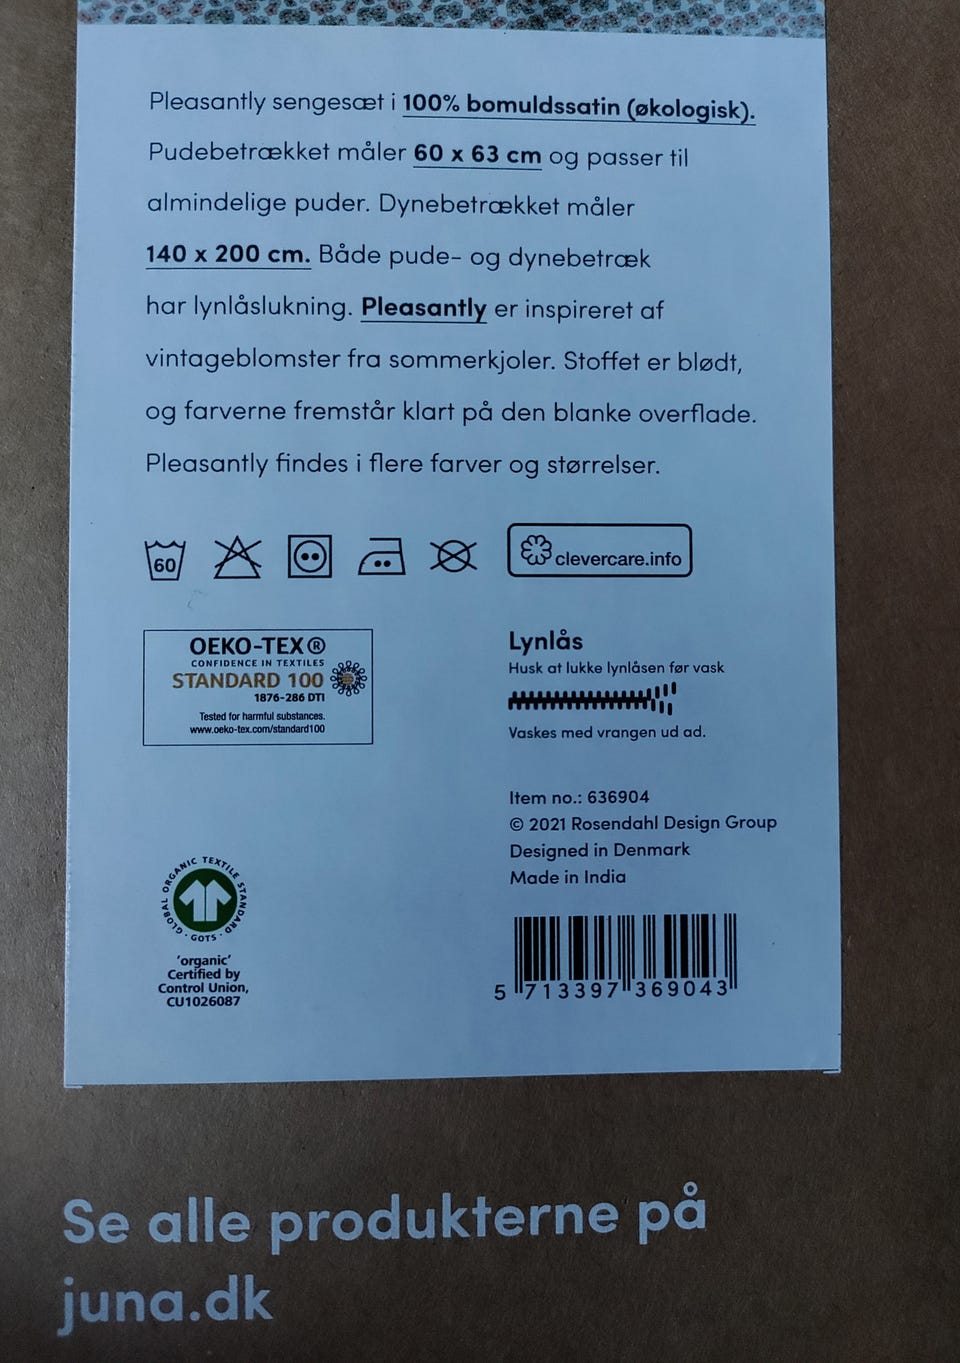 Pleasantly sengesæt i 100% bomuldssatin (økologisk).
Pudebetrækket måler 60 x 63 cm og passer til
almindelige puder. Dynebetrækket måler
140 x 200 cm. Både pude- og dynebetræk
har lynlåslukning. Pleasantly er inspireret af
vintageblomster fra sommerkjoler. Stoffet er blødt,
og farverne fremstår klart på den blanke overflade.
Pleasantly findes i flere farver og størrelser.
60
clevercare.info
OEKO-TEX®
CONFIDENCE IN TEXTILES
STANDARD 100
1876-286 DTI
Tested for harmful substances.
www.oeko-tex.com/standard100
Lynlås
Husk at lukke lynlåsen før vask
Vaskes med vrangen ud ad.
Item no.: 636904
© 2021 Rosendahl Design Group
Designed in Denmark
Made in India
GLOBAL ORGANIC TEXTILE STANDARD
· GOTS ·
'organic'
Certified by
Control Union,
CU1026087
5 713397 369043
Se alle produkterne på
juna.dk